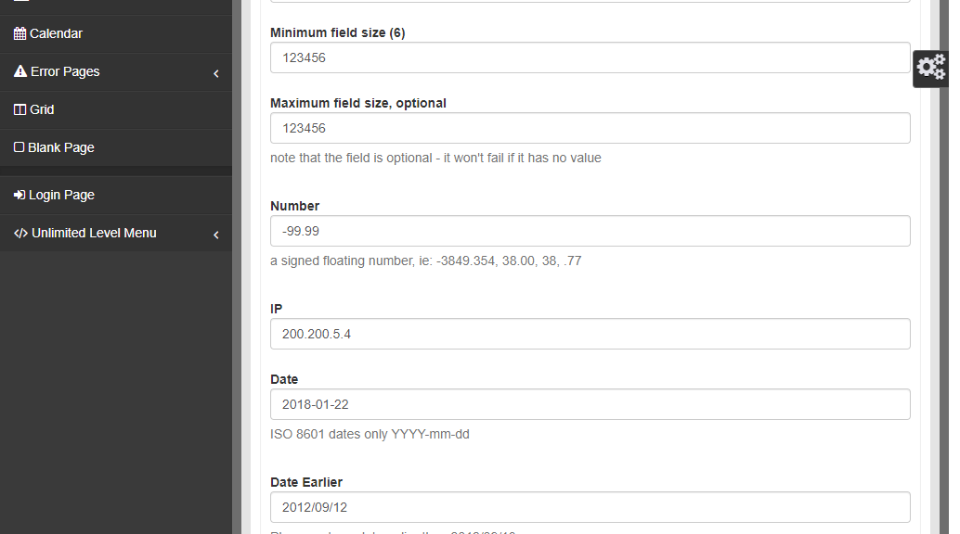 Calendar
Error Pages
Grid
Blank Page
Login Page
Unlimited Level Menu
Minimum field size (6)
123456
Maximum field size, optional
123456
note that the field is optional - it won't fail if it has no value
Number
-99.99
a signed floating number, ie: -3849.354, 38.00, 38, .77
IP
200.200.5.4
Date
2018-01-22
ISO 8601 dates only YYYY-mm-dd
Date Earlier
2012/09/12